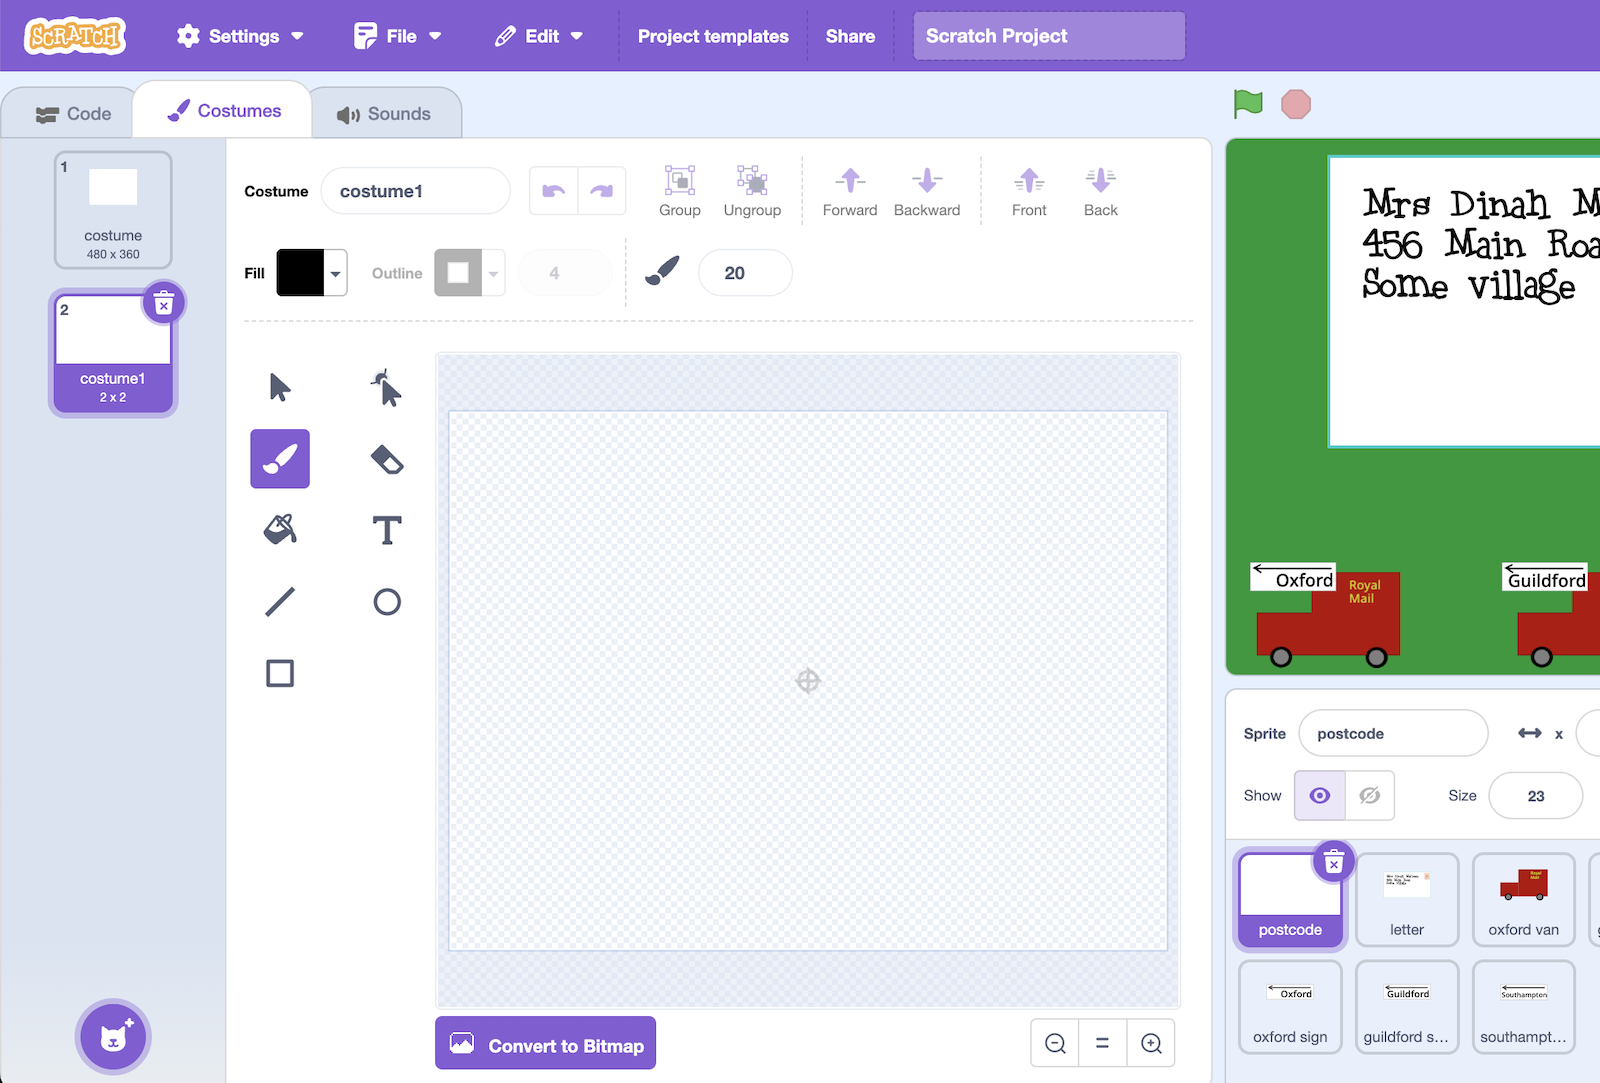 SCRATCH
Settings
File
Edit
Project templates
Share
Scratch Project
Code
Costumes
Sounds
1
costume
480 x 360
2
costume1
2 x 2
Costume
costume1
Group
Ungroup
Forward
Backward
Front
Back
Fill
Outline
4
20
Convert to Bitmap
Mrs Dinah M
456 Main Roa
Some village
Oxford
Royal
Mail
Guildford
Sprite
postcode
x
Show
Size
23
postcode
letter
oxford van
Oxford
oxford sign
Guildford
guildford s...
Southampton
southampt...